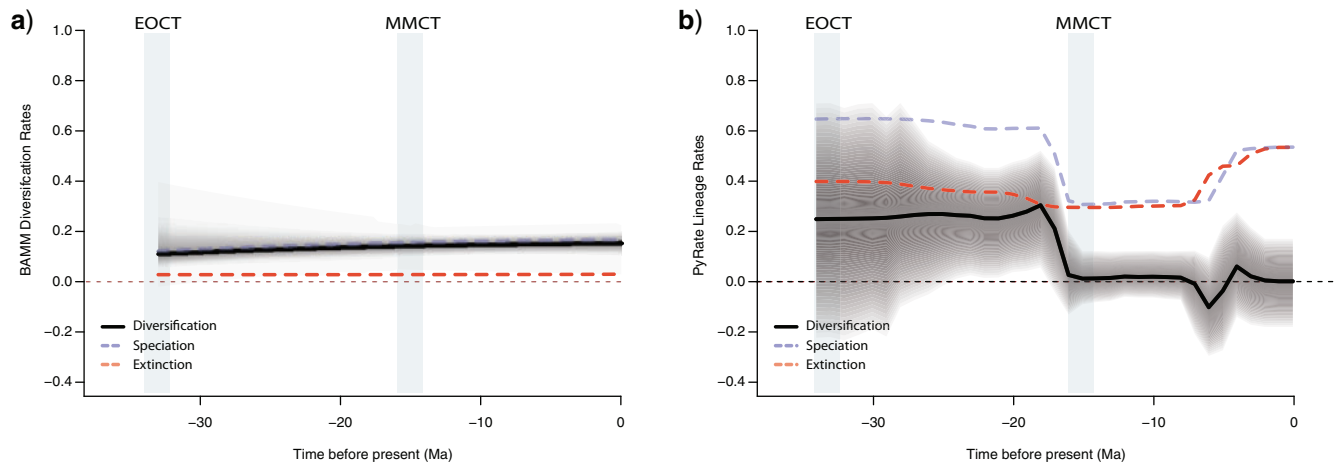 a)
EOCT
MMCT
BAMM Diversifcation Rates
1.0
0.8
0.6
0.4
0.2
0.0
−0.2
−0.4
Diversification
Speciation
Extinction
−30
−20
−10
0
Time before present (Ma)
b)
EOCT
MMCT
PyRate Lineage Rates
1.0
0.8
0.6
0.4
0.2
0.0
−0.2
−0.4
Diversification
Speciation
Extinction
−30
−20
−10
0
Time before present (Ma)